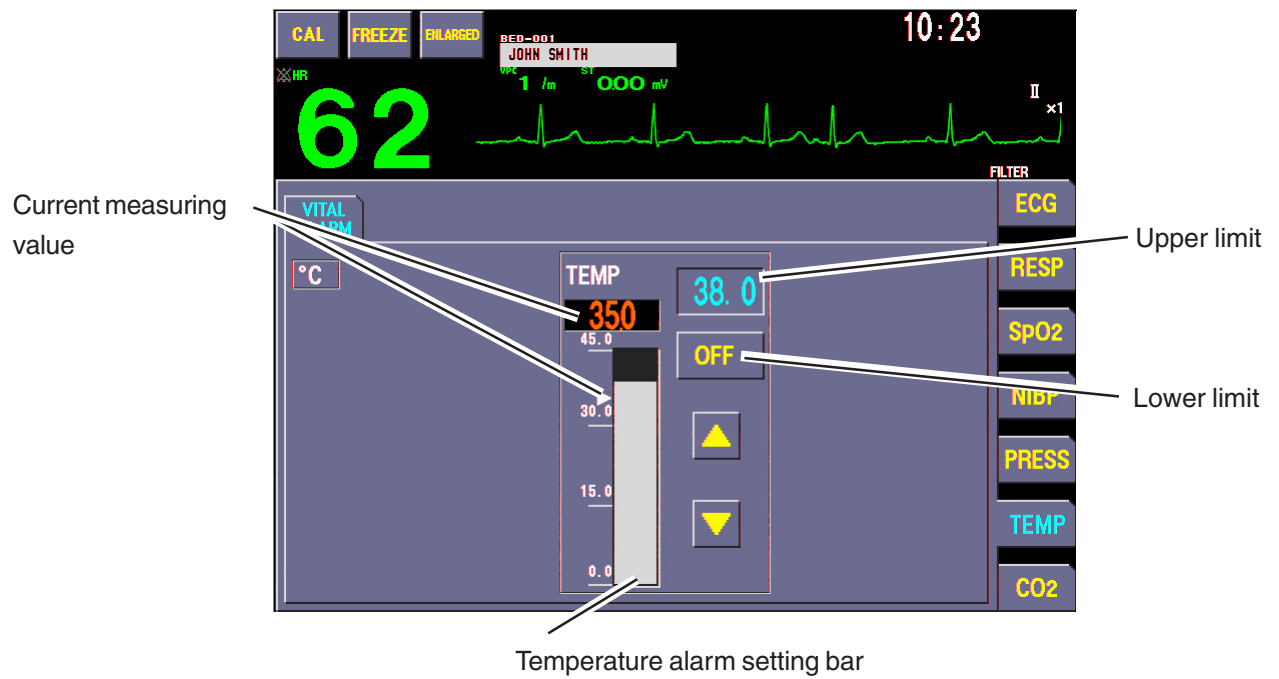 CAL FREEZE ENLARGED
BED-001
JOHN SMITH
10:23
HR
VPC 1 /m ST 0.00 mV
62
II
×1
FILTER
Current measuring
value
VITAL
ECG
Upper limit
°C
TEMP
38. 0
RESP
35.0
45.0
OFF
SpO2
30.0
NIBP
Lower limit
PRESS
15.0
TEMP
0.0
CO2
Temperature alarm setting bar